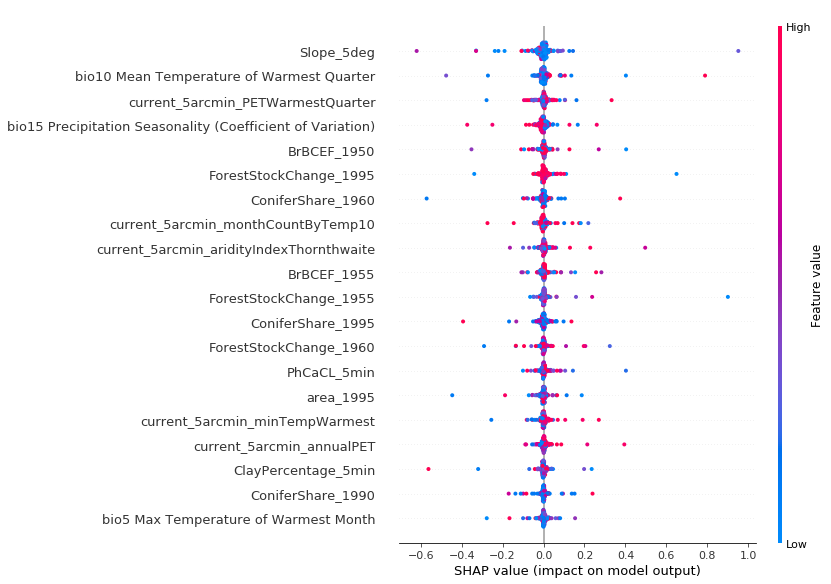 High
Slope_5deg
bio10 Mean Temperature of Warmest Quarter
current_5arcmin_PETWarmestQuarter
bio15 Precipitation Seasonality (Coefficient of Variation)
BrBCEF_1950
ForestStockChange_1995
ConiferShare_1960
current_5arcmin_monthCountByTemp10
current_5arcmin_aridityIndexThornthwaite
BrBCEF_1955
ForestStockChange_1955
ConiferShare_1995
ForestStockChange_1960
PhCaCL_5min
area_1995
current_5arcmin_minTempWarmest
current_5arcmin_annualPET
ClayPercentage_5min
ConiferShare_1990
bio5 Max Temperature of Warmest Month
Feature value
Low
−0.6 −0.4 −0.2 0.0 0.2 0.4 0.6 0.8 1.0
SHAP value (impact on model output)